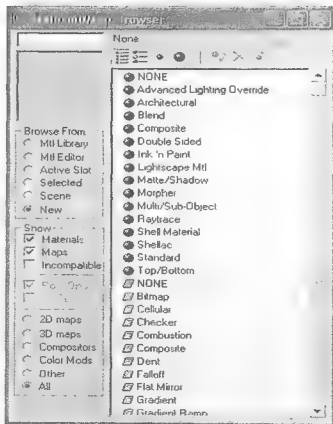 None
NONE
Advanced Lighting Override
Architectural
Blend
Composite
Double Sided
Ink 'n Paint
Lightscape Mtl
Matte/Shadow
Morpher
Multi/Sub-Object
Raytrace
Shell Material
Shellac
Standard
Top/Bottom
NONE
Bitmap
Cellular
Checker
Combustion
Composite
Dent
Falloff
Flat Mirror
Gradient
Gradient Ramp
Browse From:
Mtl Library
Mtl Editor
Active Slot
Selected
Scene
New
Show
Materials
Maps
Incompatible
2D maps
3D maps
Compositors
Color Mods
Other
All